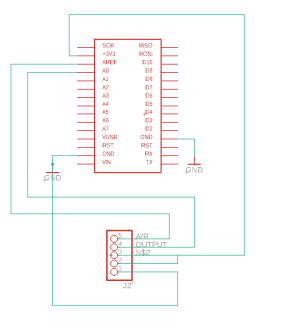 SCK MISO
+3V3 MOSI
AREF D10
A0 D9
A1 D8
A2 D7
A3 D6
A4 D5
A5 D4
A6 D3
A7 D2
VUSB GND
RST RST
GND RX
VIN TX
GND GND
5 A/R
4 OUTPUT
3 NS2
2
1
J2